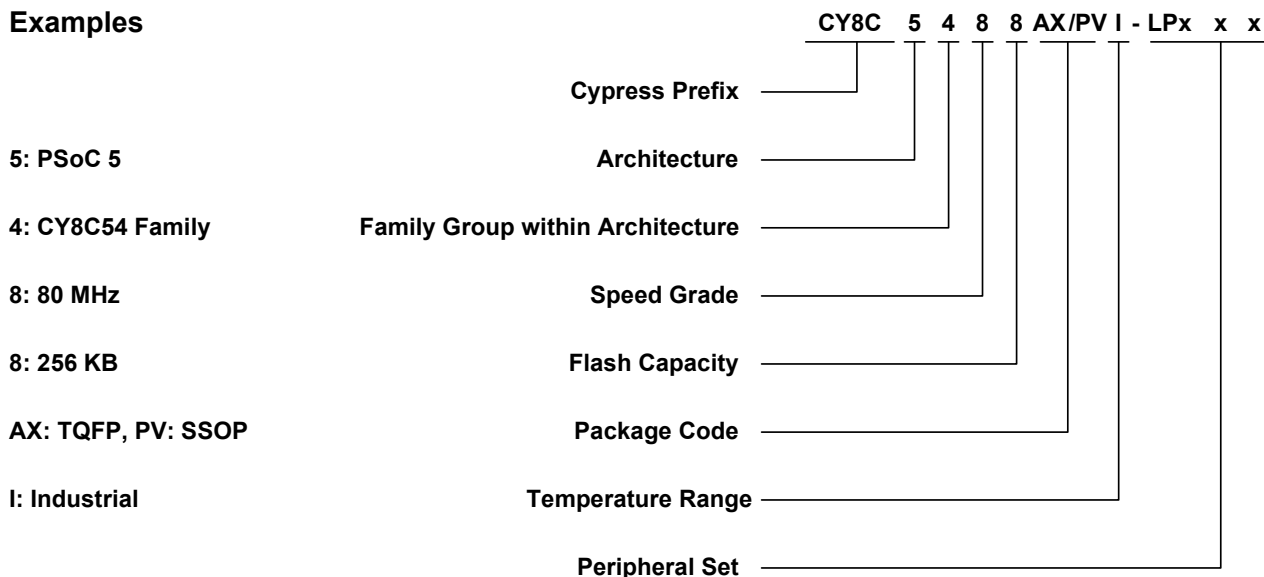 Examples CY8C 5 4 8 8 AX/PV I - LPx x x
Cypress Prefix
5: PSoC 5 Architecture
4: CY8C54 Family Family Group within Architecture
8: 80 MHz Speed Grade
8: 256 KB Flash Capacity
AX: TQFP, PV: SSOP Package Code
I: Industrial Temperature Range
Peripheral Set